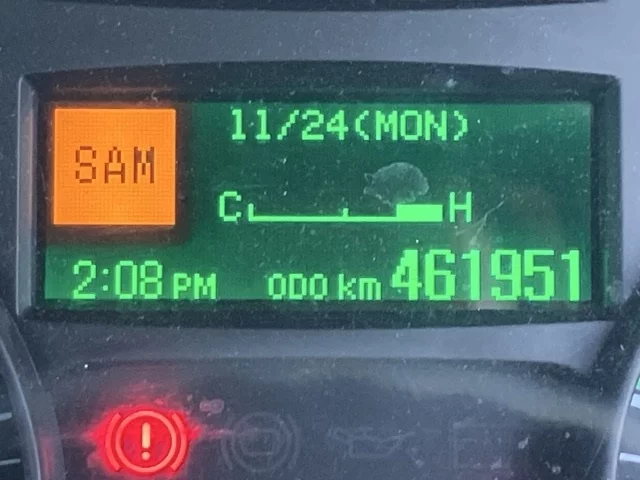 SAM
11/24(MON)
C H
2:08 PM ODO km 461951
!